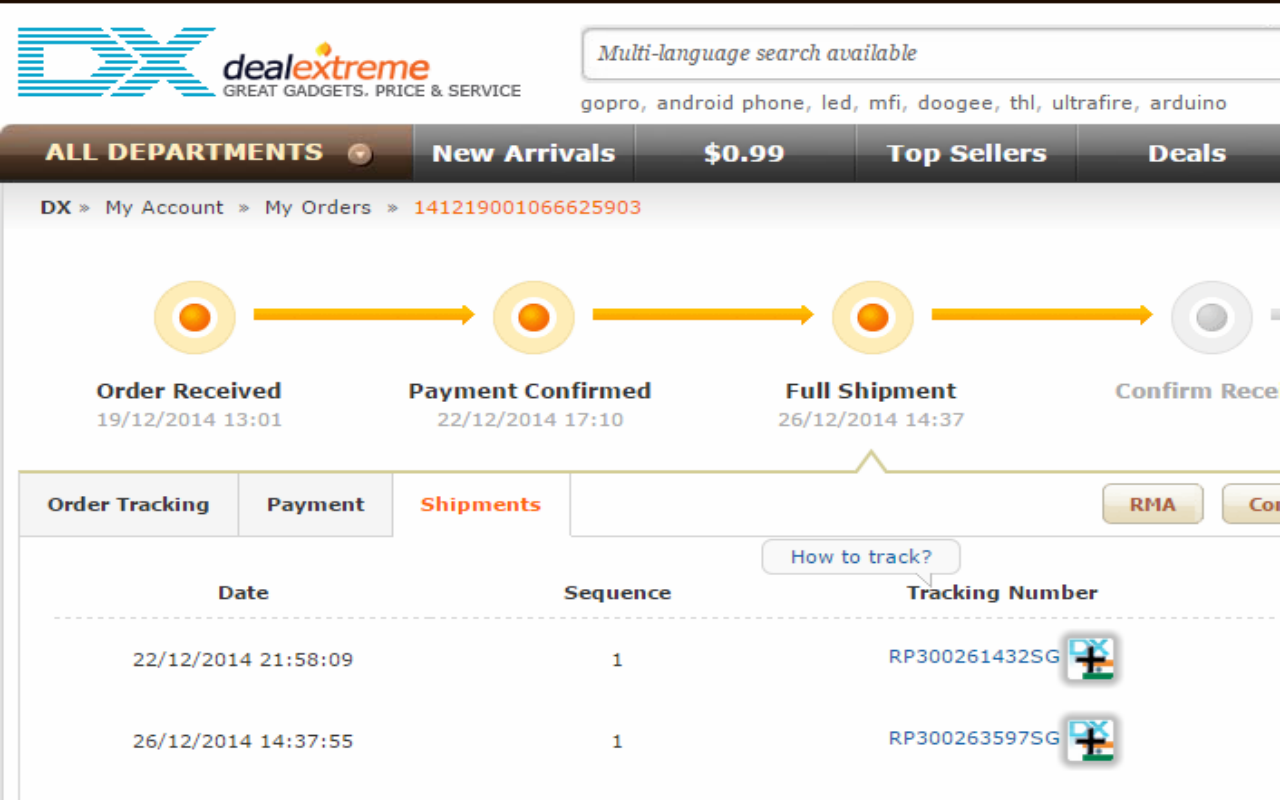 DX dealextreme
GREAT GADGETS. PRICE & SERVICE
Multi-language search available
gopro, android phone, led, mfi, doogee, thl, ultrafire, arduino
ALL DEPARTMENTS New Arrivals $0.99 Top Sellers Deals
DX » My Account » My Orders » 141219001066625903
Order Received Payment Confirmed Full Shipment Confirm Rece
19/12/2014 13:01 22/12/2014 17:10 26/12/2014 14:37
Order Tracking Payment Shipments RMA Con
How to track?
Date Sequence Tracking Number
22/12/2014 21:58:09 1 RP300261432SG DX
26/12/2014 14:37:55 1 RP300263597SG DX